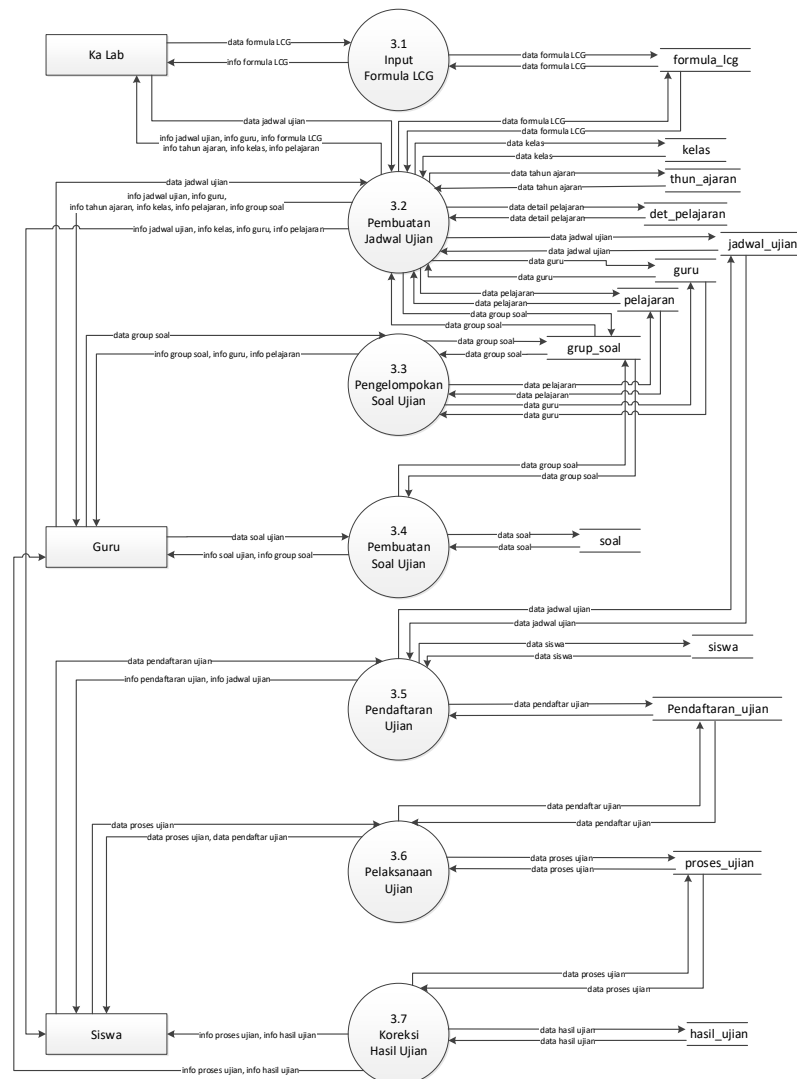 Ka Lab
data formula LCG
info formula LCG
3.1
Input
Formula LCG
data formula LCG
data formula LCG
formula_lcg
data jadwal ujian
info jadwal ujian, info guru, info formula LCG
info tahun ajaran, info kelas, info pelajaran
data formula LCG
data formula LCG
data kelas
data kelas
kelas
data tahun ajaran
data tahun ajaran
thun_ajaran
data jadwal ujian
info jadwal ujian, info guru,
info tahun ajaran, info kelas, info pelajaran, info group soal
info jadwal ujian, info kelas, info guru, info pelajaran
3.2
Pembuatan
Jadwal Ujian
data detail pelajaran
data detail pelajaran
det_pelajaran
data jadwal ujian
data jadwal ujian
jadwal_ujian
data guru
data guru
guru
data pelajaran
data pelajaran
pelajaran
data group soal
data group soal
data group soal
info group soal, info guru, info pelajaran
3.3
Pengelompokan
Soal Ujian
data group soal
data group soal
grup_soal
data pelajaran
data pelajaran
data guru
data guru
data group soal
data group soal
Guru
data soal ujian
info soal ujian, info group soal
3.4
Pembuatan
Soal Ujian
data soal
data soal
soal
data jadwal ujian
data jadwal ujian
data siswa
data siswa
siswa
data pendaftaran ujian
info pendaftaran ujian, info jadwal ujian
3.5
Pendaftaran
Ujian
data pendaftar ujian
Pendaftaran_ujian
data pendaftar ujian
data pendaftar ujian
data proses ujian
data proses ujian, data pendaftar ujian
3.6
Pelaksanaan
Ujian
data proses ujian
data proses ujian
proses_ujian
data proses ujian
data proses ujian
Siswa
info proses ujian, info hasil ujian
3.7
Koreksi
Hasil Ujian
data hasil ujian
data hasil ujian
hasil_ujian
info proses ujian, info hasil ujian